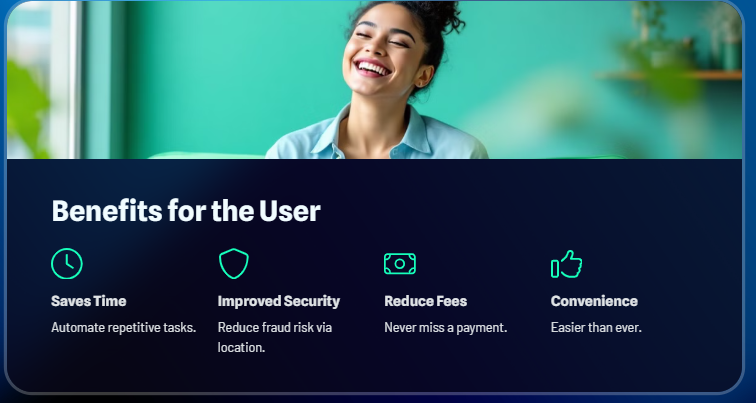 Benefits for the User
Saves Time
Automate repetitive tasks.
Improved Security
Reduce fraud risk via
location.
Reduce Fees
Never miss a payment.
Convenience
Easier than ever.